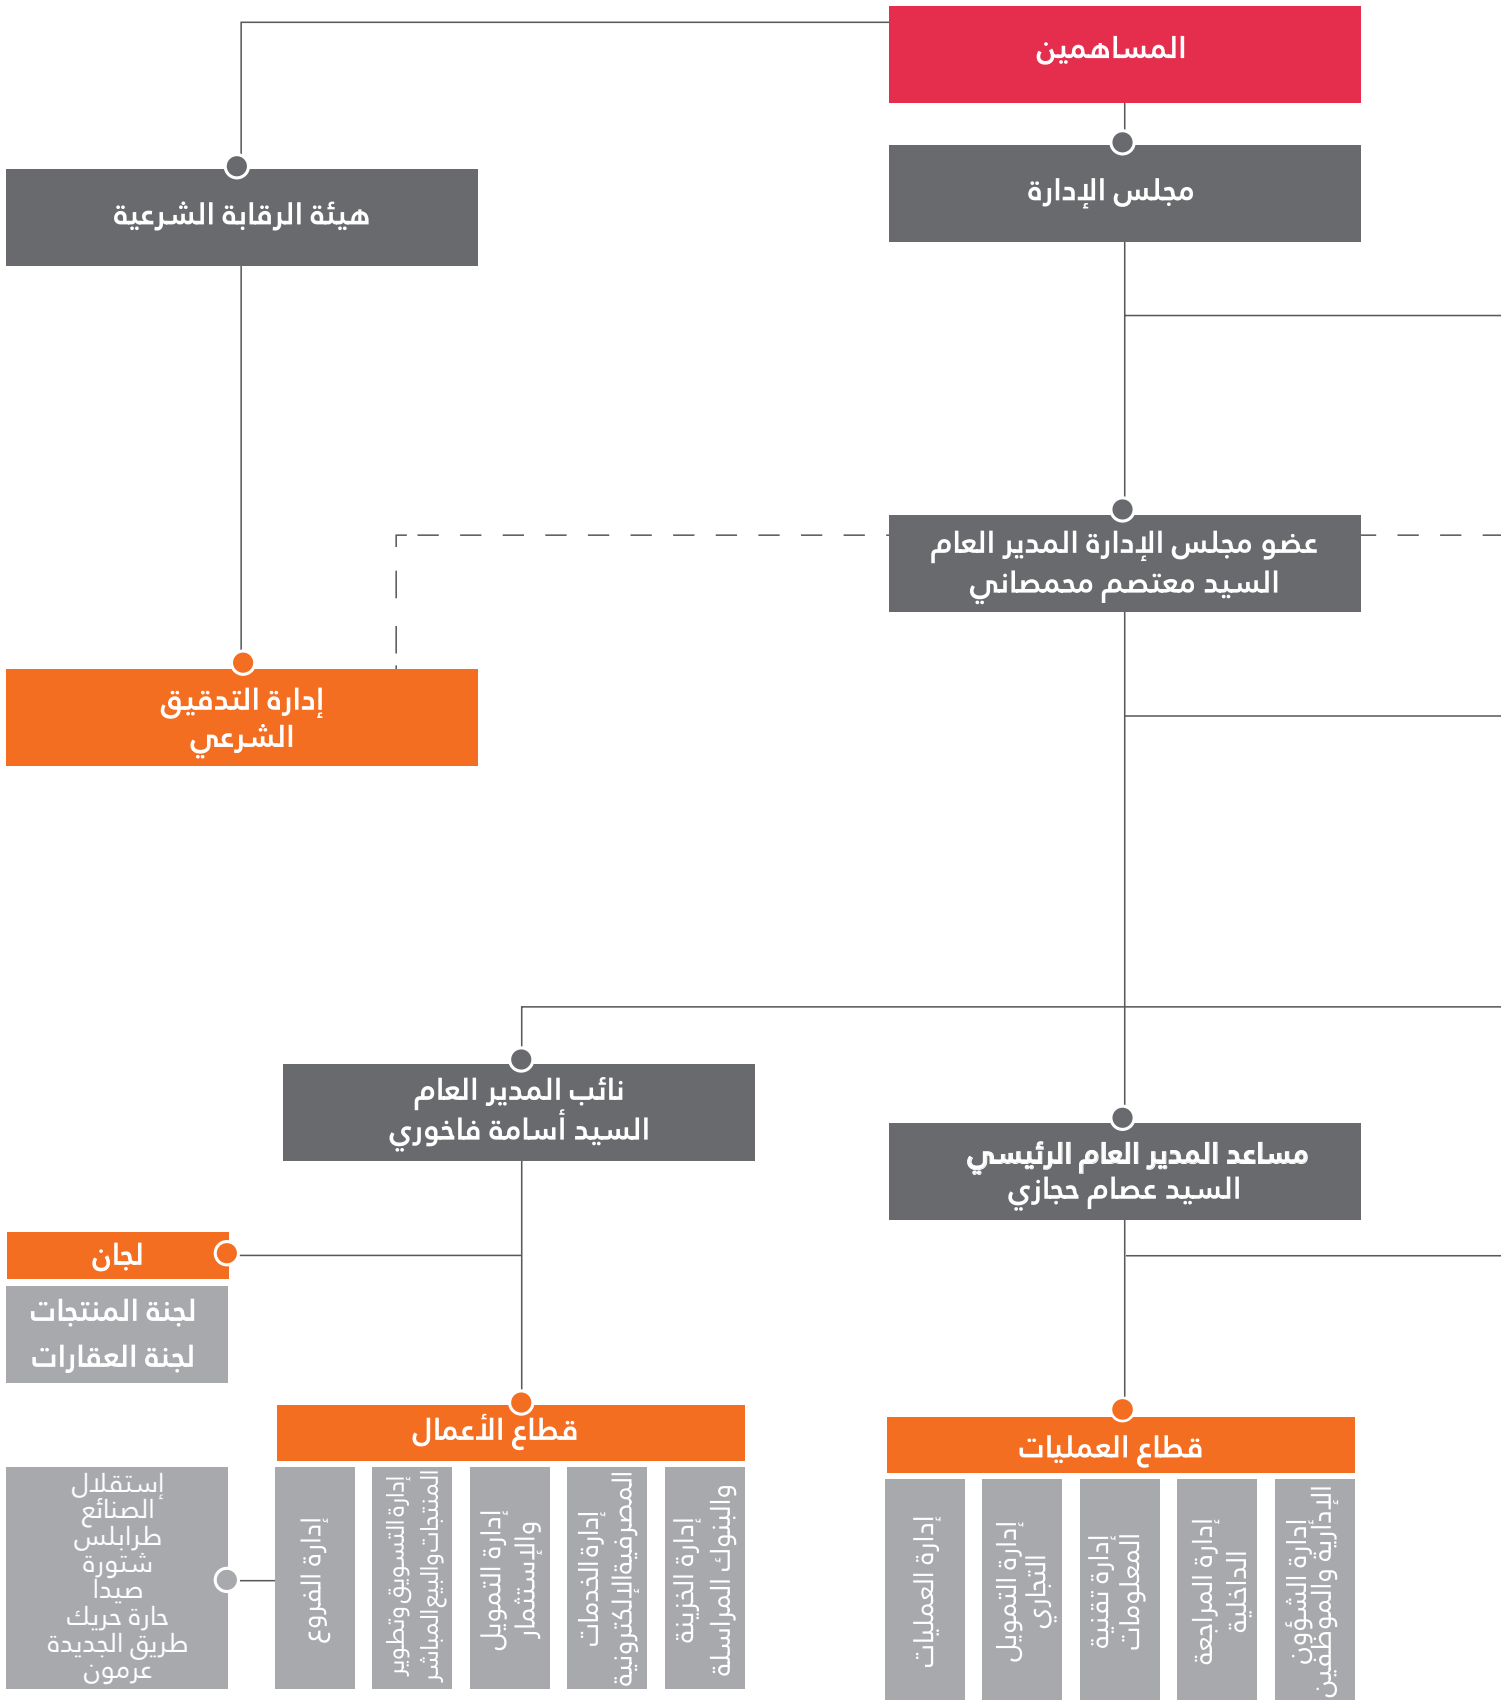 المساهمين
مجلس الإدارة
هيئة الرقابة الشرعية
عضو مجلس الإدارة المدير العام
السيد معتصم محمصاني
إدارة التدقيق
الشرعي
نائب المدير العام
السيد أسامة فاخوري
مساعد المدير العام الرئيسي
السيد عصام حجازي
لجان
لجنة المنتجات
لجنة العقارات
قطاع العمليات
الإدارية والموظفين
إدارة الشؤون
إدارة المراجعة
الداخلية
إدارة تقنية
المعلومات
إدارة التمويل
التجاري
إدارة العمليات
قطاع الأعمال
إدارة الخزينة
والبنوك المراسلة
إدارة الخدمات
المصرفية الإلكترونية
إدارة التمويل
والإستثمار
إدارة التسويق وتطوير
المنتجات والبيع المباشر
إدارة الفروع
إستقلال
الصنائع
طرابلس
شتورة
صيدا
حارة حريك
طريق الجديدة
عرمون